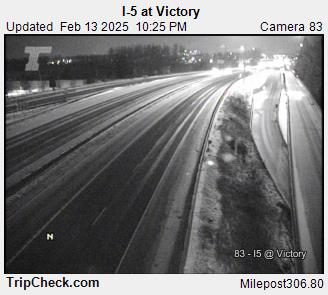 I-5 at Victory
Updated Feb 13 2025 10:25 PM Camera 83
T
N
83 - I5 @ Victory
TripCheck.com Milepost306.80